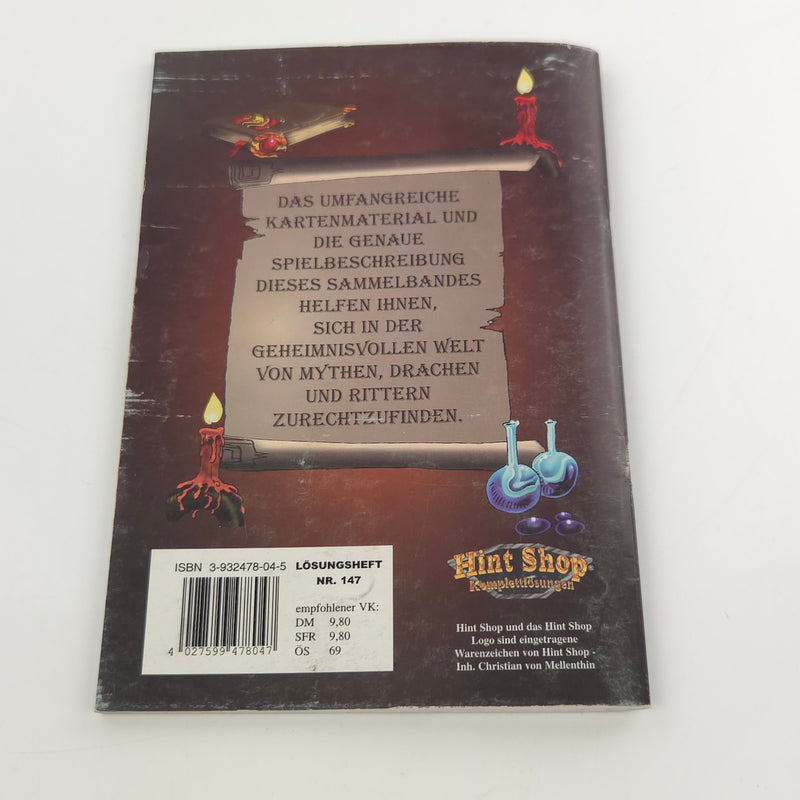 DAS UMFANGREICHE
KARTENMATERIAL UND
DIE GENAUE
SPIELBESCHREIBUNG
DIESES SAMMELBANDES
HELFEN IHNEN,
SICH IN DER
GEHEIMNISVOLLEN WELT
VON MYTHEN, DRACHEN
UND RITTERN
ZURECHTZUFINDEN.
ISBN 3-932478-04-5
LÖSUNGSHEFT
NR. 147
empfohlener VK:
DM 9,80
SFR 9,80
ÖS 69
4 027599 478047
Hint Shop
Komplettlösungen
Hint Shop und das Hint Shop
Logo sind eingetragene
Warenzeichen von Hint Shop -
Inh. Christian von Mellenthin